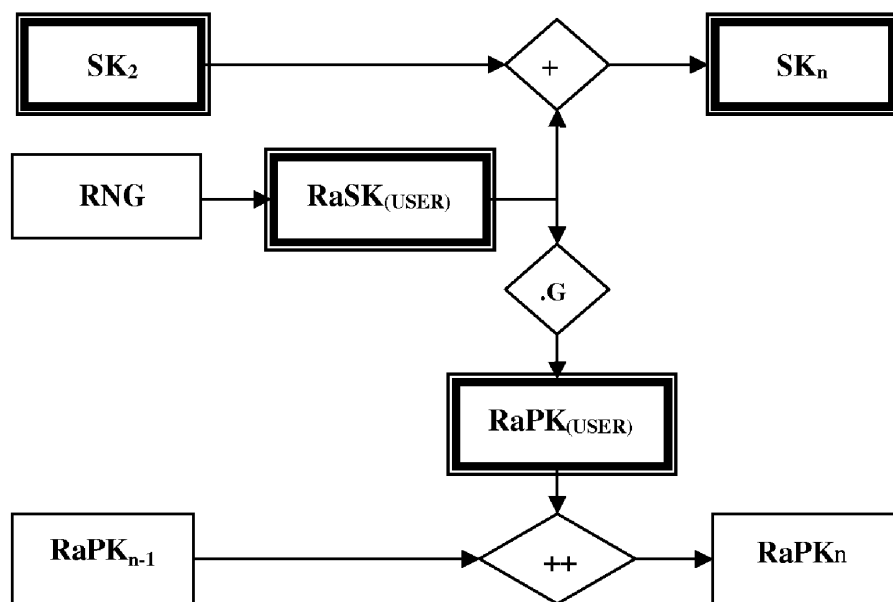 SK₂
+
SKₙ
RNG
RaSK(USER)
.G
RaPK(USER)
RaPKₙ₋₁
++
RaPKn